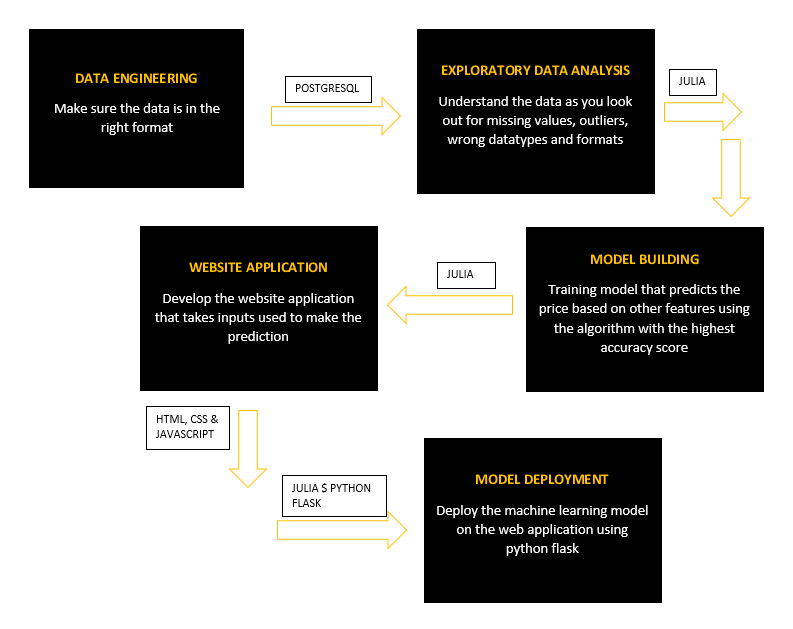 DATA ENGINEERING
Make sure the data is in the
right format
POSTGRESQL
EXPLORATORY DATA ANALYSIS
Understand the data as you look
out for missing values, outliers,
wrong datatypes and formats
JULIA
MODEL BUILDING
Training model that predicts the
price based on other features using
the algorithm with the highest
accuracy score
JULIA
WEBSITE APPLICATION
Develop the website application
that takes inputs used to make the
prediction
HTML, CSS &
JAVASCRIPT
JULIA $ PYTHON
FLASK
MODEL DEPLOYMENT
Deploy the machine learning model
on the web application using
python flask